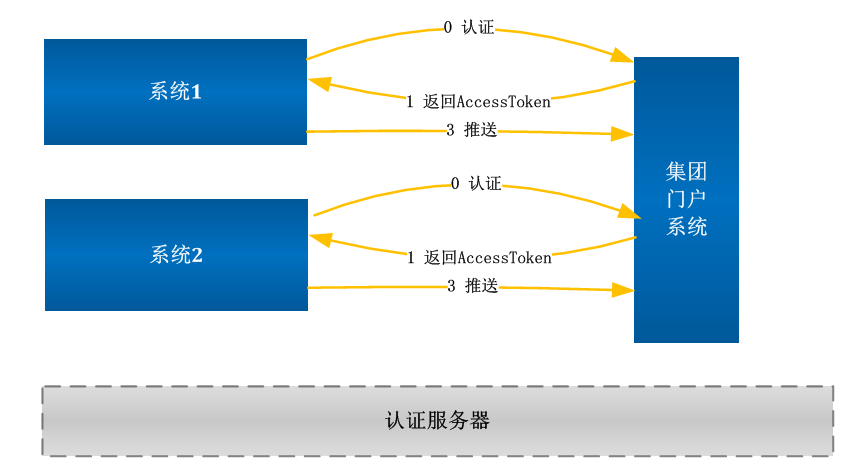 0 认证
系统1
1 返回AccessToken
3 推送
集团
门户
系统
0 认证
系统2
1 返回AccessToken
3 推送
认证服务器